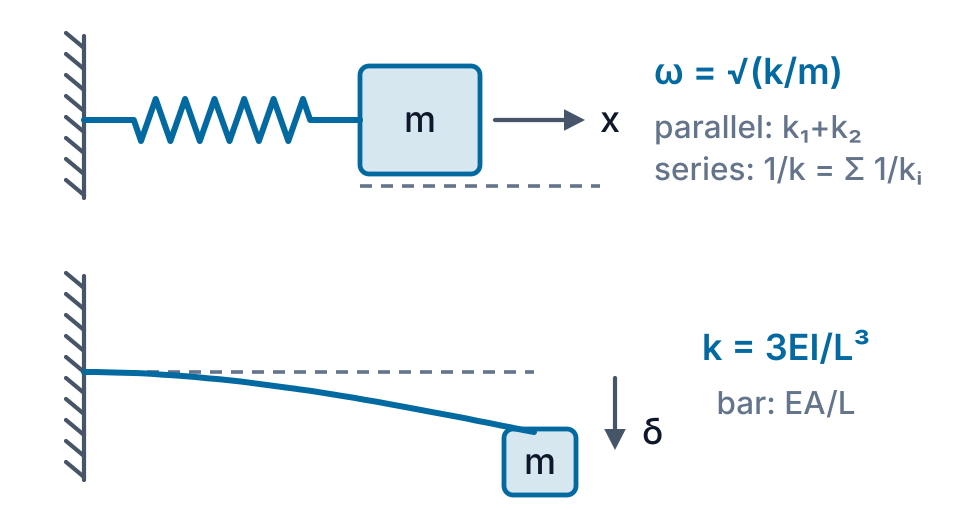 m
x
ω = √(k/m)
parallel: k₁+k₂
series: 1/k = Σ 1/kᵢ
k = 3EI/L³
bar: EA/L
δ
m